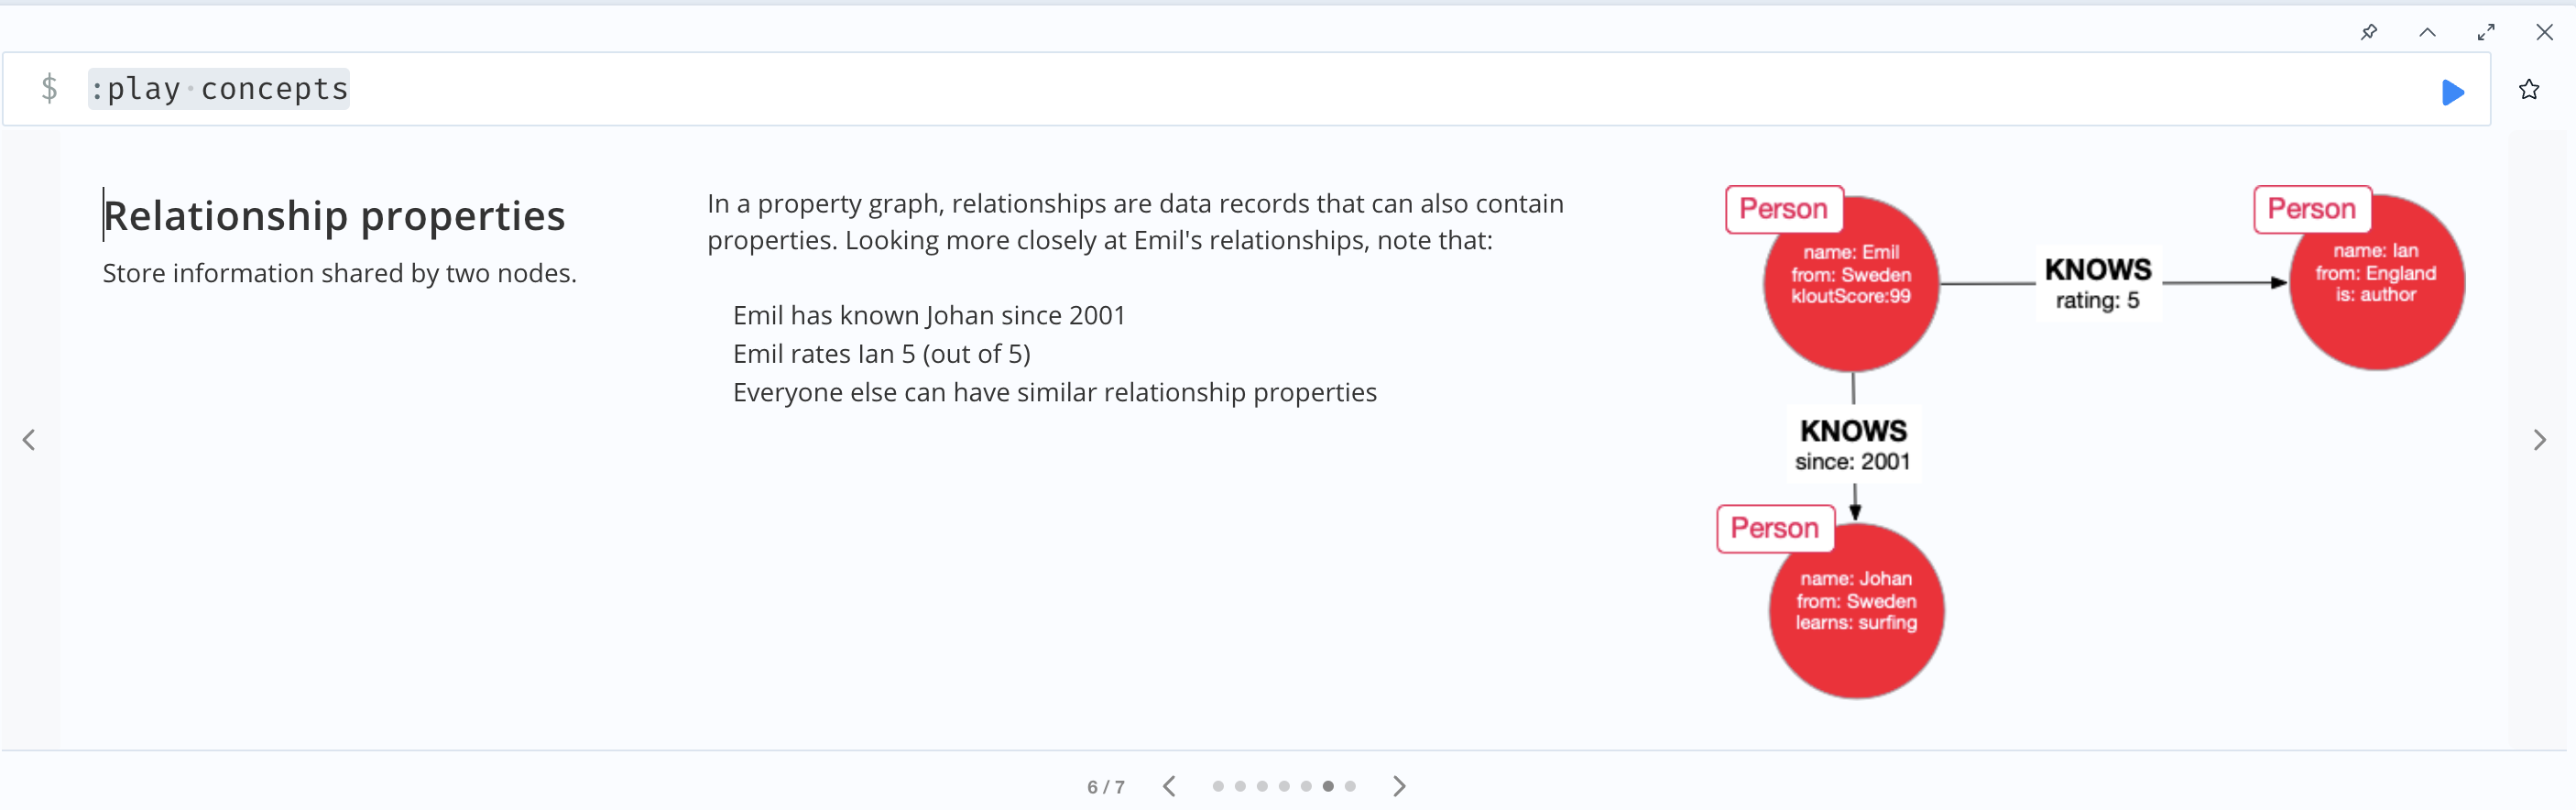 $ :play concepts
Relationship properties
Store information shared by two nodes.
In a property graph, relationships are data records that can also contain
properties. Looking more closely at Emil's relationships, note that:
Emil has known Johan since 2001
Emil rates Ian 5 (out of 5)
Everyone else can have similar relationship properties
Person
name: Emil
from: Sweden
kloutScore:99
KNOWS
rating: 5
Person
name: Ian
from: England
is: author
KNOWS
since: 2001
Person
name: Johan
from: Sweden
learns: surfing
6 / 7